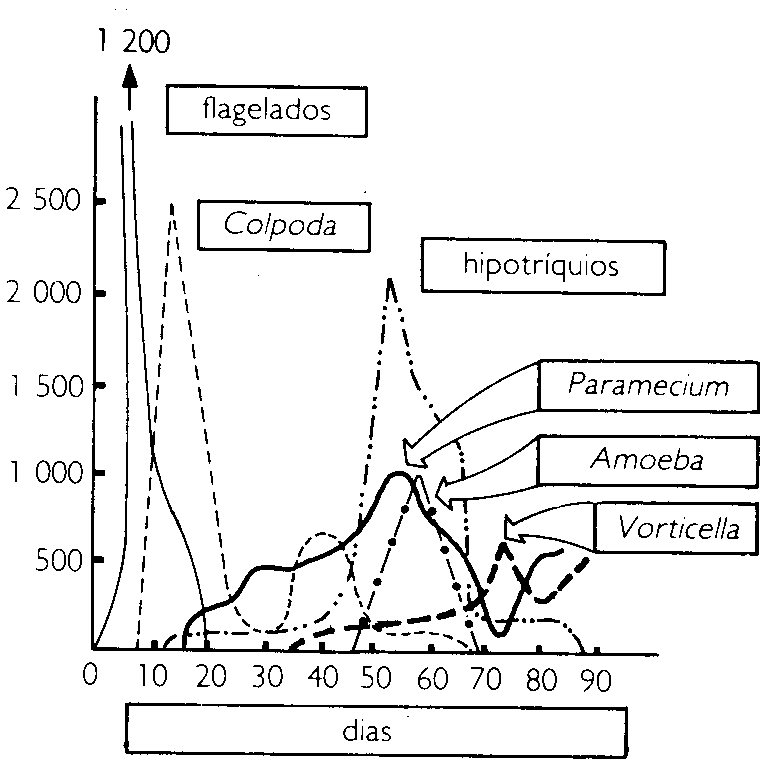 1 200
flagelados
2 500
Colpoda
hipotríquios
2 000
1 500
Paramecium
1 000
Amoeba
Vorticella
500
0 10 20 30 40 50 60 70 80 90
dias